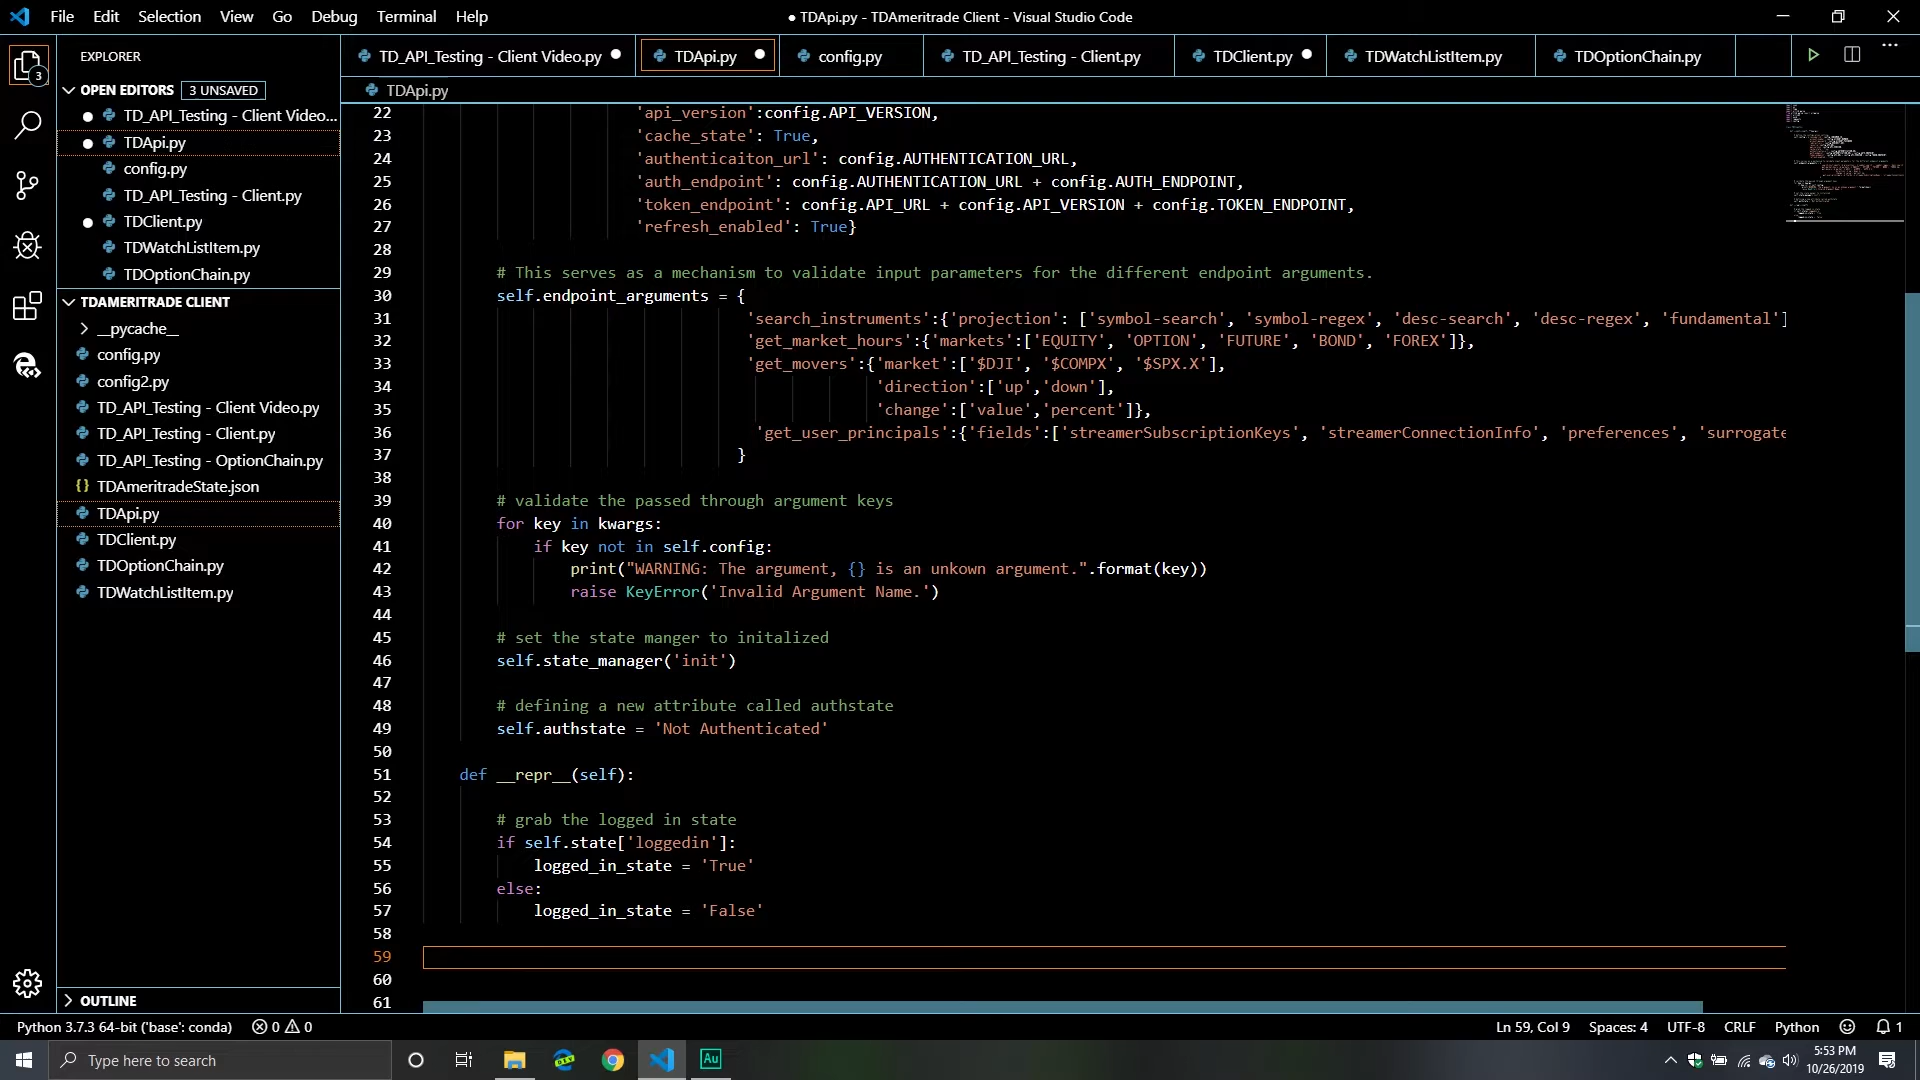 File Edit Selection View Go Debug Terminal Help
● TDApi.py - TDAmeritrade Client - Visual Studio Code
EXPLORER
OPEN EDITORS 3 UNSAVED
TD_API_Testing - Client Video...
TDApi.py
config.py
TD_API_Testing - Client.py
TDClient.py
TDWatchListItem.py
TDOptionChain.py
TDAMERITRADE CLIENT
__pycache__
config.py
config2.py
TD_API_Testing - Client Video.py
TD_API_Testing - Client.py
TD_API_Testing - OptionChain.py
{} TDAmeritradeState.json
TDApi.py
TDClient.py
TDOptionChain.py
TDWatchListItem.py
OUTLINE
3
TD_API_Testing - Client Video.py ● TDApi.py ● config.py TD_API_Testing - Client.py TDClient.py ● TDWatchListItem.py TDOptionChain.py
TDApi.py
22 'api_version':config.API_VERSION,
23 'cache_state': True,
24 'authenticaiton_url': config.AUTHENTICATION_URL,
25 'auth_endpoint': config.AUTHENTICATION_URL + config.AUTH_ENDPOINT,
26 'token_endpoint': config.API_URL + config.API_VERSION + config.TOKEN_ENDPOINT,
27 'refresh_enabled': True}
28
29 # This serves as a mechanism to validate input parameters for the different endpoint arguments.
30 self.endpoint_arguments = {
31 'search_instruments':{'projection': ['symbol-search', 'symbol-regex', 'desc-search', 'desc-regex', 'fundamental']
32 'get_market_hours':{'markets':['EQUITY', 'OPTION', 'FUTURE', 'BOND', 'FOREX']},
33 'get_movers':{'market':['$DJI', '$COMPX', '$SPX.X'],
34 'direction':['up','down'],
35 'change':['value','percent']},
36 'get_user_principals':{'fields':['streamerSubscriptionKeys', 'streamerConnectionInfo', 'preferences', 'surrogate
37 }
38
39 # validate the passed through argument keys
40 for key in kwargs:
41 if key not in self.config:
42 print("WARNING: The argument, {} is an unkown argument.".format(key))
43 raise KeyError('Invalid Argument Name.')
44
45 # set the state manger to initalized
46 self.state_manager('init')
47
48 # defining a new attribute called authstate
49 self.authstate = 'Not Authenticated'
50
51 def __repr__(self):
52
53 # grab the logged in state
54 if self.state['loggedin']:
55 logged_in_state = 'True'
56 else:
57 logged_in_state = 'False'
58
59
60
61
Python 3.7.3 64-bit ('base': conda) 0 0 Ln 59, Col 9 Spaces: 4 UTF-8 CRLF Python 1
Type here to search
Au
5:53 PM
10/26/2019